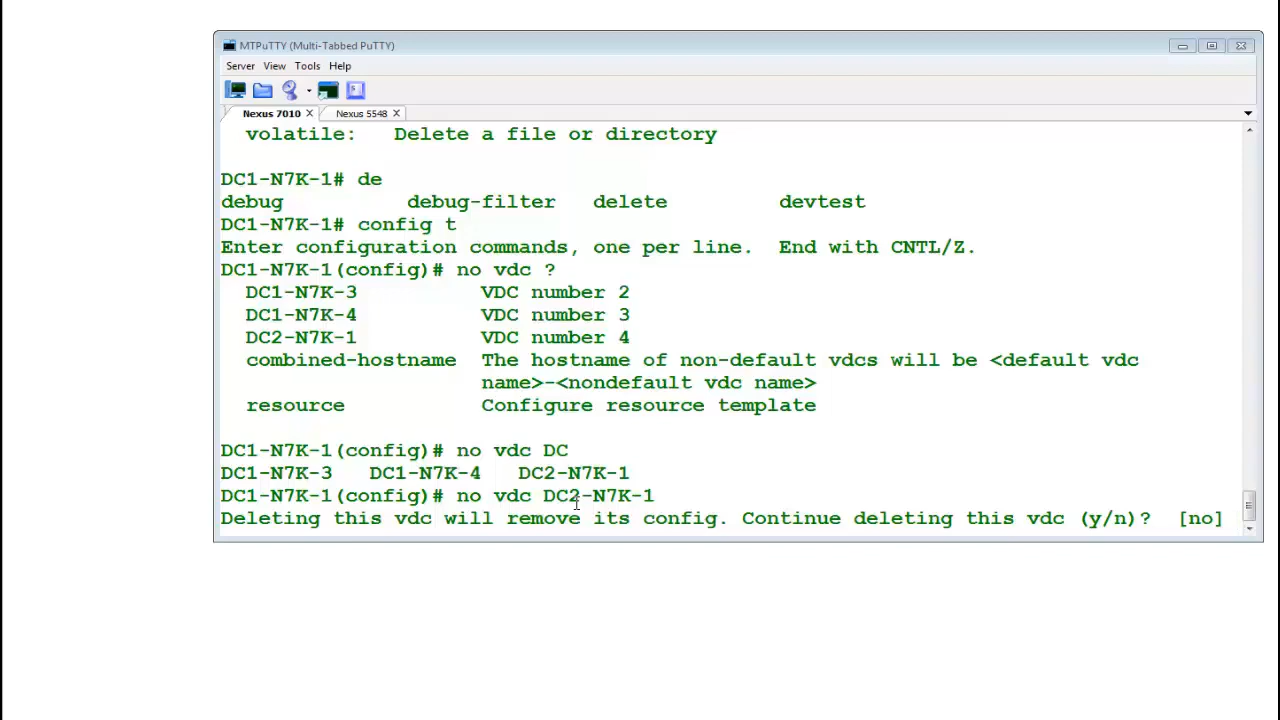 MTPuTTY (Multi-Tabbed PuTTY)
Server View Tools Help
Nexus 7010 X Nexus 5548 X
volatile: Delete a file or directory
DC1-N7K-1# de
debug debug-filter delete devtest
DC1-N7K-1# config t
Enter configuration commands, one per line. End with CNTL/Z.
DC1-N7K-1(config)# no vdc ?
DC1-N7K-3 VDC number 2
DC1-N7K-4 VDC number 3
DC2-N7K-1 VDC number 4
combined-hostname The hostname of non-default vdcs will be <default vdc
name>-<nondefault vdc name>
resource Configure resource template
DC1-N7K-1(config)# no vdc DC
DC1-N7K-3 DC1-N7K-4 DC2-N7K-1
DC1-N7K-1(config)# no vdc DC2-N7K-1
Deleting this vdc will remove its config. Continue deleting this vdc (y/n)? [no]